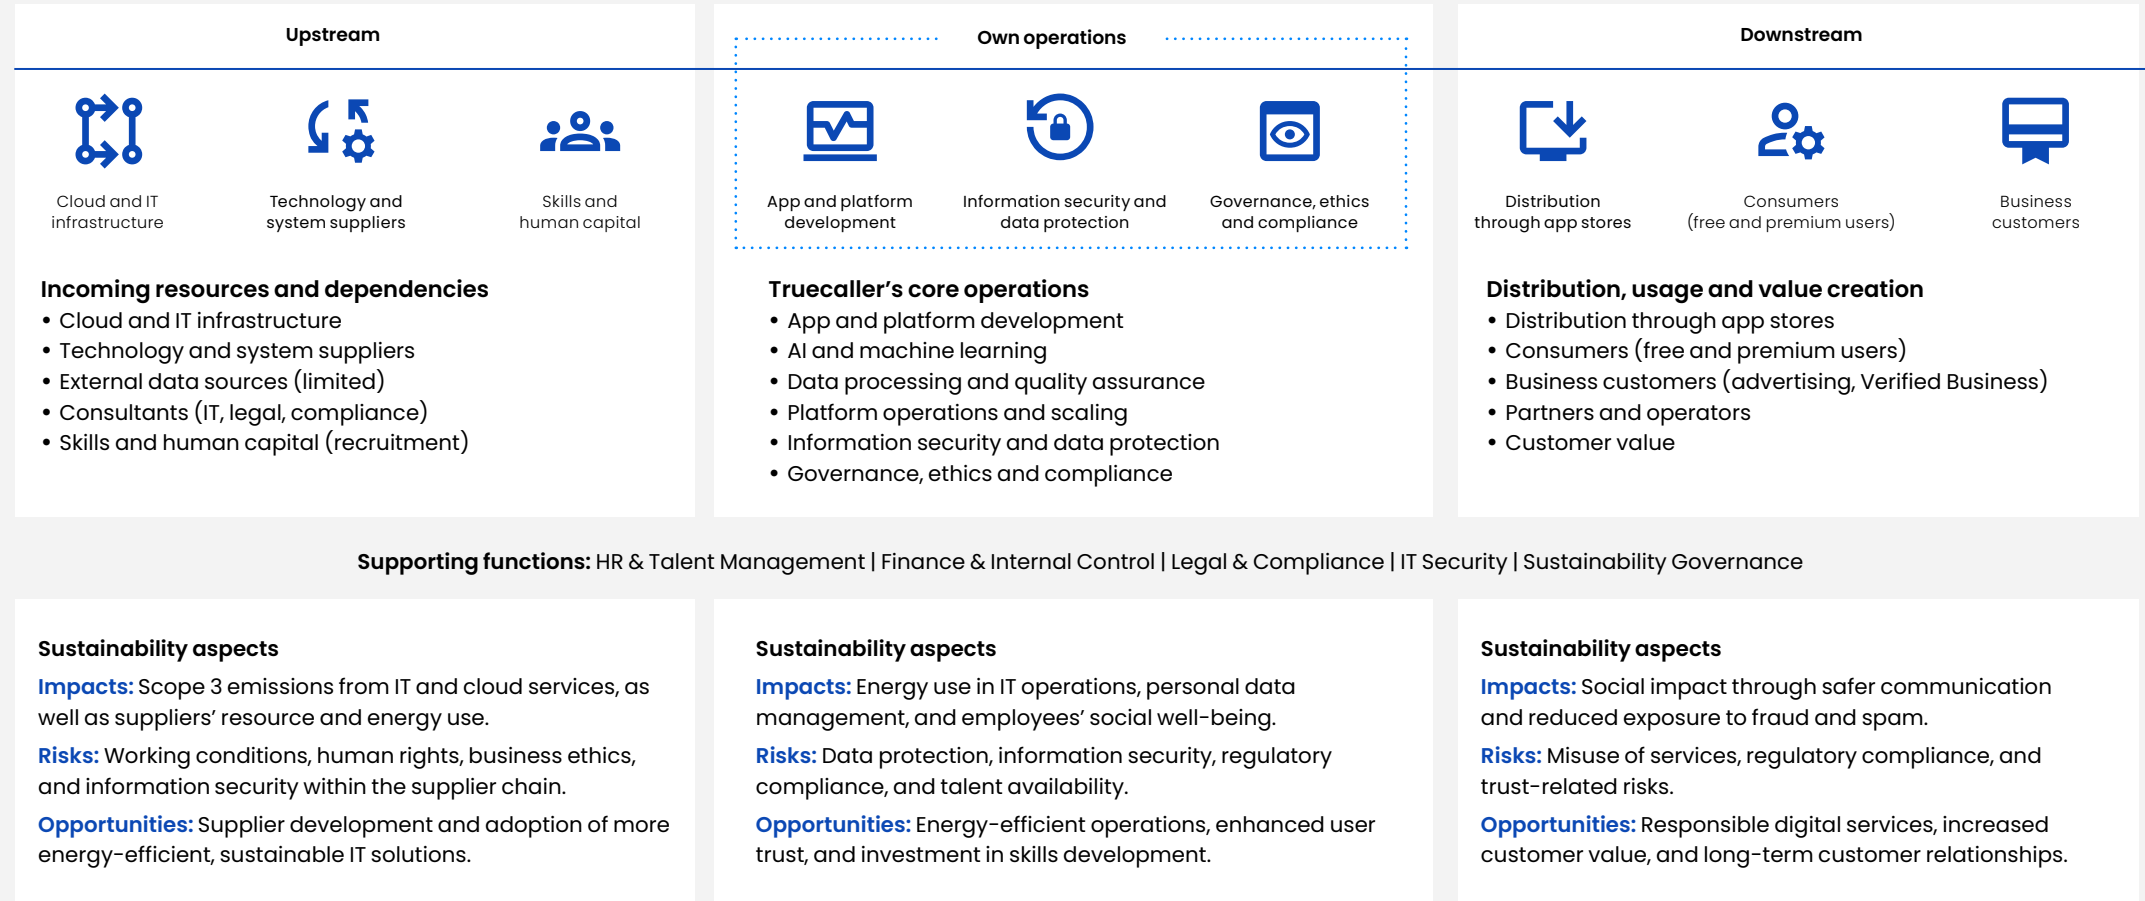 Upstream
Cloud and IT
infrastructure
Technology and
system suppliers
Skills and
human capital
Incoming resources and dependencies
• Cloud and IT infrastructure
• Technology and system suppliers
• External data sources (limited)
• Consultants (IT, legal, compliance)
• Skills and human capital (recruitment)
Own operations
App and platform
development
Information security and
data protection
Governance, ethics
and compliance
Truecaller’s core operations
• App and platform development
• AI and machine learning
• Data processing and quality assurance
• Platform operations and scaling
• Information security and data protection
• Governance, ethics and compliance
Downstream
Distribution
through app stores
Consumers
(free and premium users)
Business
customers
Distribution, usage and value creation
• Distribution through app stores
• Consumers (free and premium users)
• Business customers (advertising, Verified Business)
• Partners and operators
• Customer value
Supporting functions: HR & Talent Management | Finance & Internal Control | Legal & Compliance | IT Security | Sustainability Governance
Sustainability aspects
Impacts: Scope 3 emissions from IT and cloud services, as
well as suppliers’ resource and energy use.
Risks: Working conditions, human rights, business ethics,
and information security within the supplier chain.
Opportunities: Supplier development and adoption of more
energy-efficient, sustainable IT solutions.
Sustainability aspects
Impacts: Energy use in IT operations, personal data
management, and employees’ social well-being.
Risks: Data protection, information security, regulatory
compliance, and talent availability.
Opportunities: Energy-efficient operations, enhanced user
trust, and investment in skills development.
Sustainability aspects
Impacts: Social impact through safer communication
and reduced exposure to fraud and spam.
Risks: Misuse of services, regulatory compliance, and
trust-related risks.
Opportunities: Responsible digital services, increased
customer value, and long-term customer relationships.